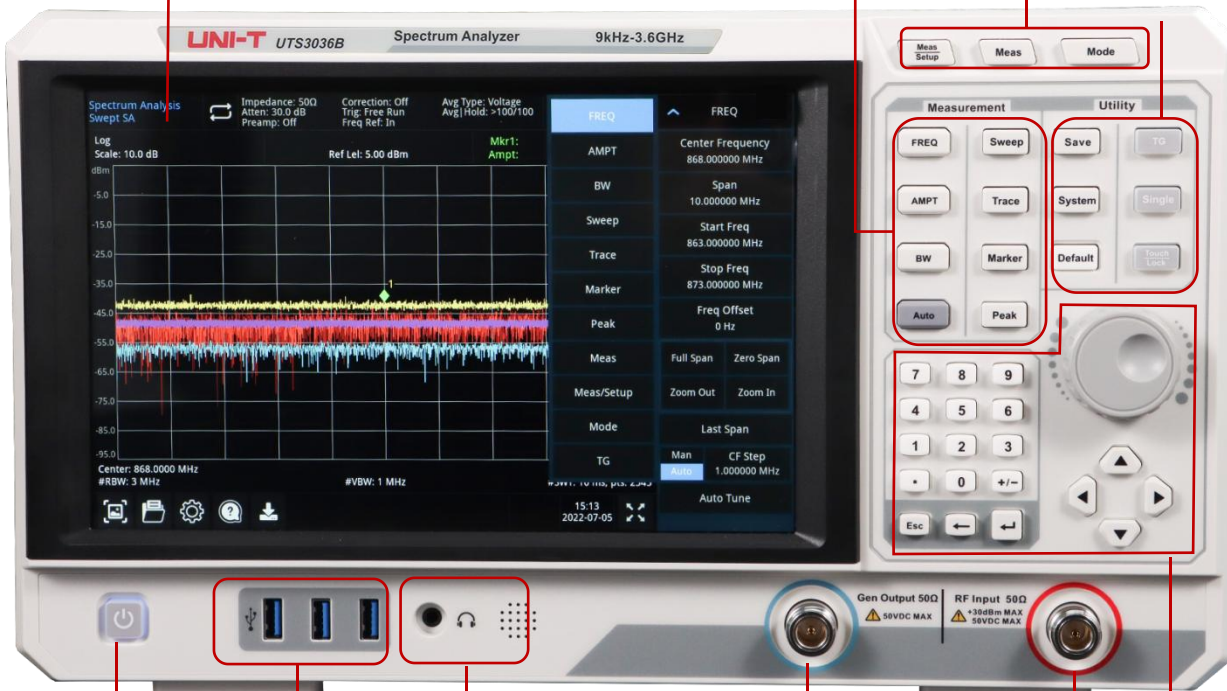 UNI-T UTS3036B Spectrum Analyzer 9kHz-3.6GHz
Meas
Setup
Meas
Mode
Spectrum Analysis
Swept SA
Impedance: 50Ω
Atten: 30.0 dB
Preamp: Off
Correction: Off
Trig: Free Run
Freq Ref: In
Avg Type: Voltage
Avg|Hold: >100/100
Log
Scale: 10.0 dB
Ref Lel: 5.00 dBm
Mkr1:
Ampt:
dBm
-5.0
-15.0
-25.0
-35.0
-45.0
-55.0
-65.0
-75.0
-85.0
-95.0
1
Center: 868.0000 MHz
#RBW: 3 MHz
#VBW: 1 MHz
15:13
2022-07-05
FREQ
AMPT
BW
Sweep
Trace
Marker
Peak
Meas
Meas/Setup
Mode
TG
FREQ
Center Frequency
868.000000 MHz
Span
10.000000 MHz
Start Freq
863.000000 MHz
Stop Freq
873.000000 MHz
Freq Offset
0 Hz
Full Span Zero Span
Zoom Out Zoom In
Last Span
Man
Auto
CF Step
1.000000 MHz
Auto Tune
Measurement
FREQ Sweep
AMPT Trace
BW Marker
Auto Peak
Utility
Save TG
System Single
Default
Touch
Lock
7 8 9
4 5 6
1 2 3
. 0 +/−
Esc
Gen Output 50Ω
50VDC MAX
RF Input 50Ω
+30dBm MAX
50VDC MAX